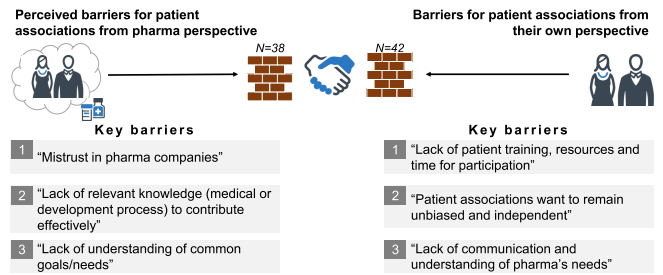 Perceived barriers for patient
associations from pharma perspective
N=38
Key barriers
1
“Mistrust in pharma companies”
2
“Lack of relevant knowledge (medical or
development process) to contribute
effectively”
3
“Lack of understanding of common
goals/needs”
Barriers for patient associations from
their own perspective
N=42
Key barriers
1
“Lack of patient training, resources and
time for participation”
2
“Patient associations want to remain
unbiased and independent”
3
“Lack of communication and
understanding of pharma’s needs”